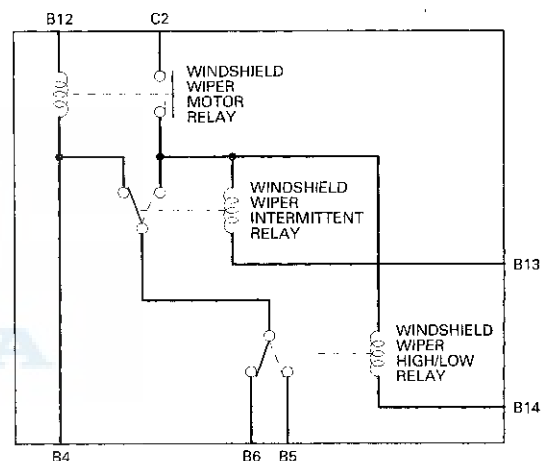 B12 C2
WINDSHIELD
WIPER
MOTOR
RELAY
WINDSHIELD
WIPER
INTERMITTENT
RELAY
B13
WINDSHIELD
WIPER
HIGH/LOW
RELAY
B14
B4 B6 B5